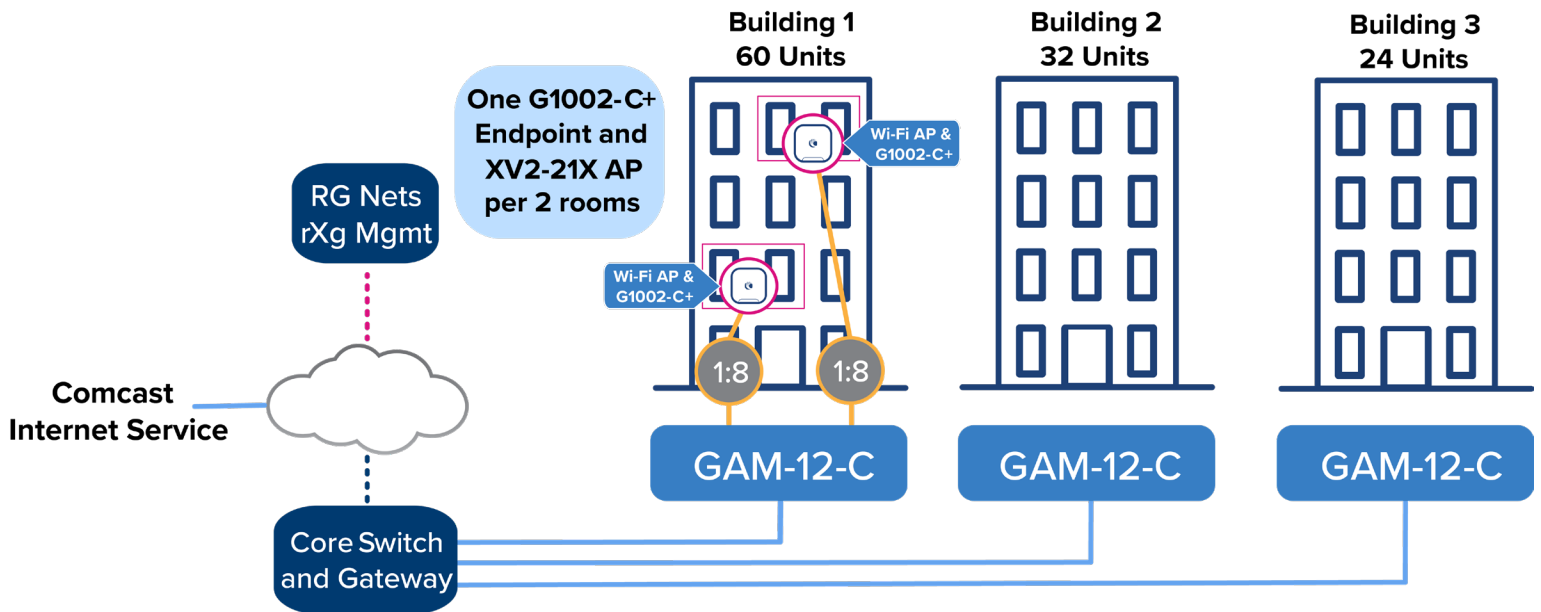 Building 1
60 Units
Building 2
32 Units
Building 3
24 Units
One G1002-C+
Endpoint and
XV2-21X AP
per 2 rooms
Wi-Fi AP &
G1002-C+
RG Nets
rXg Mgmt
Wi-Fi AP &
G1002-C+
1:8
1:8
Comcast
Internet Service
GAM-12-C
GAM-12-C
GAM-12-C
Core Switch
and Gateway